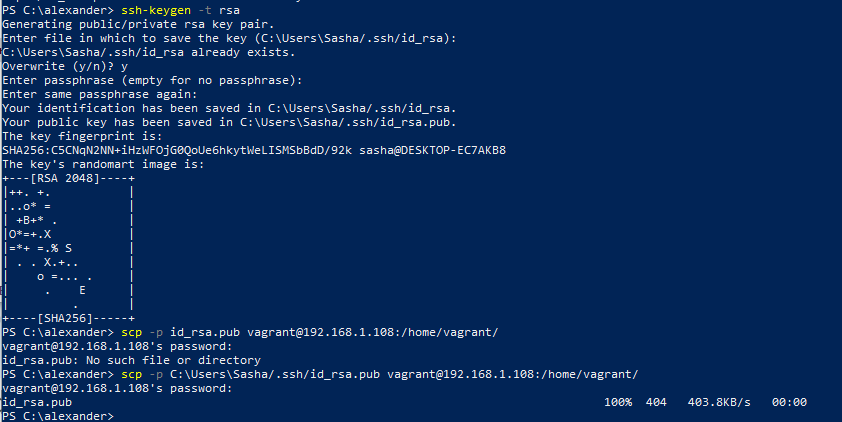 PS C:\alexander> ssh-keygen -t rsa
Generating public/private rsa key pair.
Enter file in which to save the key (C:\Users\Sasha/.ssh/id_rsa):
C:\Users\Sasha/.ssh/id_rsa already exists.
Overwrite (y/n)? y
Enter passphrase (empty for no passphrase):
Enter same passphrase again:
Your identification has been saved in C:\Users\Sasha/.ssh/id_rsa.
Your public key has been saved in C:\Users\Sasha/.ssh/id_rsa.pub.
The key fingerprint is:
SHA256:C5CNqN2NN+iHzWFOjG0QoUe6hkytWeLISMSbBdD/92k sasha@DESKTOP-EC7AKB8
The key's randomart image is:
+---[RSA 2048]----+
|++. +.           |
|..o* =           |
| +B+* .          |
|O*=+.X           |
|=*+ =.% S        |
| . . X.+..       |
|    o =... .     |
|     .    E      |
|         .       |
+----[SHA256]-----+
PS C:\alexander> scp -p id_rsa.pub vagrant@192.168.1.108:/home/vagrant/
vagrant@192.168.1.108's password:
id_rsa.pub: No such file or directory
PS C:\alexander> scp -p C:\Users\Sasha/.ssh/id_rsa.pub vagrant@192.168.1.108:/home/vagrant/
vagrant@192.168.1.108's password:
id_rsa.pub 100% 404 403.8KB/s 00:00
PS C:\alexander>